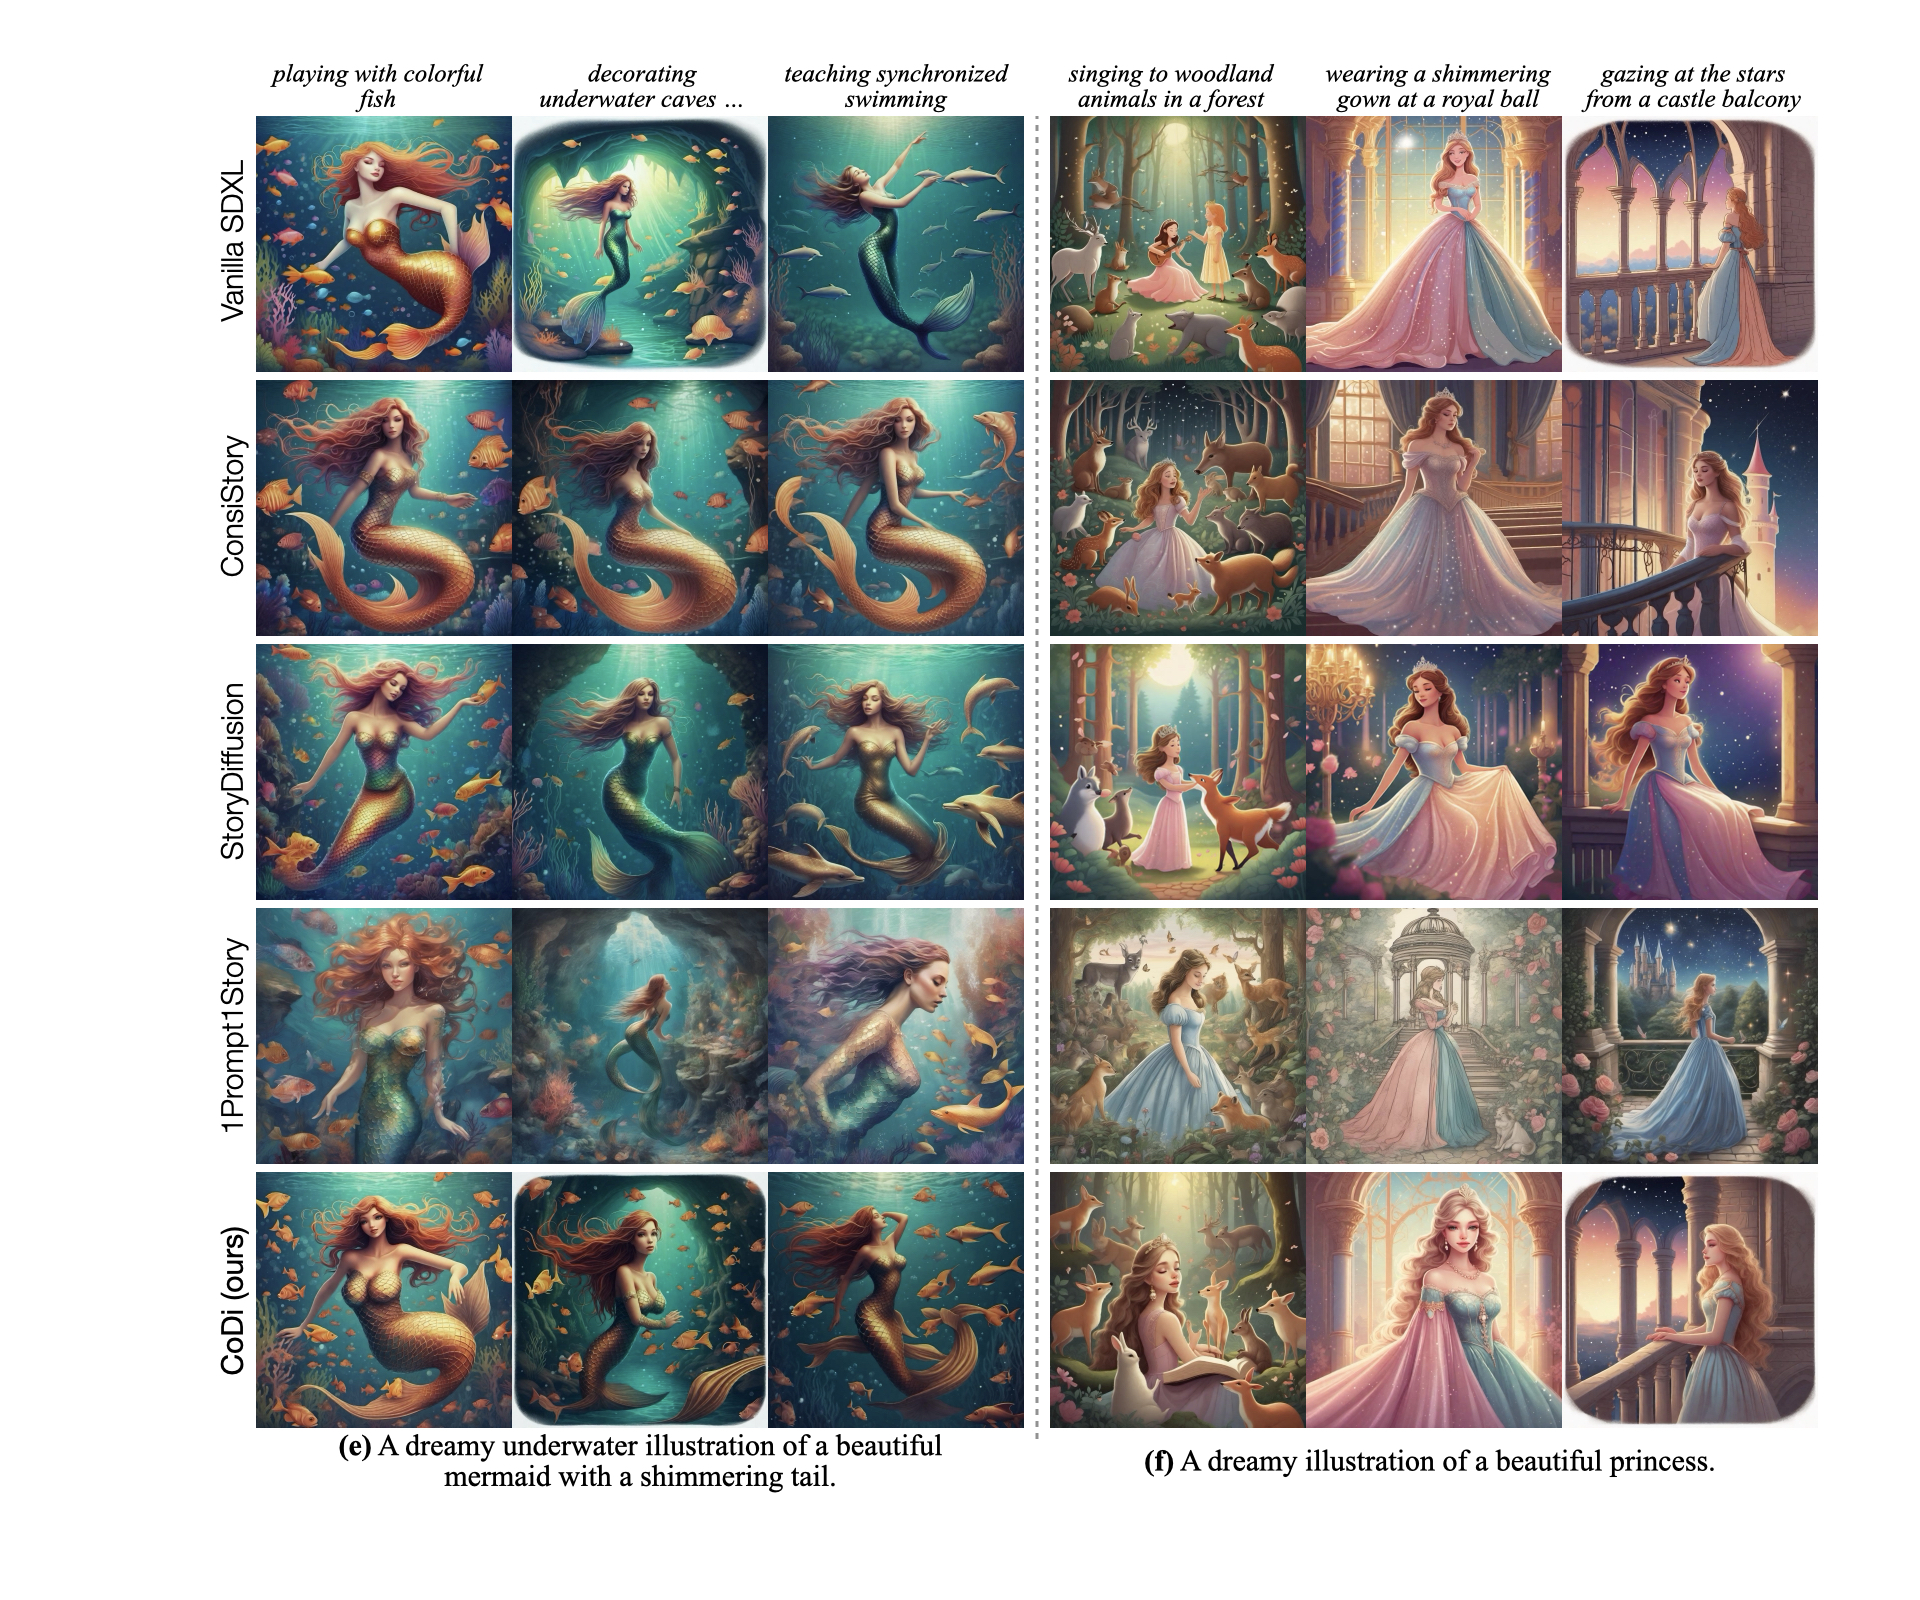 playing with colorful
fish
decorating
underwater caves ...
teaching synchronized
swimming
singing to woodland
animals in a forest
wearing a shimmering
gown at a royal ball
gazing at the stars
from a castle balcony
Vanilla SDXL
ConsiStory
StoryDiffusion
1Prompt1Story
CoDi (ours)
(e) A dreamy underwater illustration of a beautiful
mermaid with a shimmering tail.
(f) A dreamy illustration of a beautiful princess.